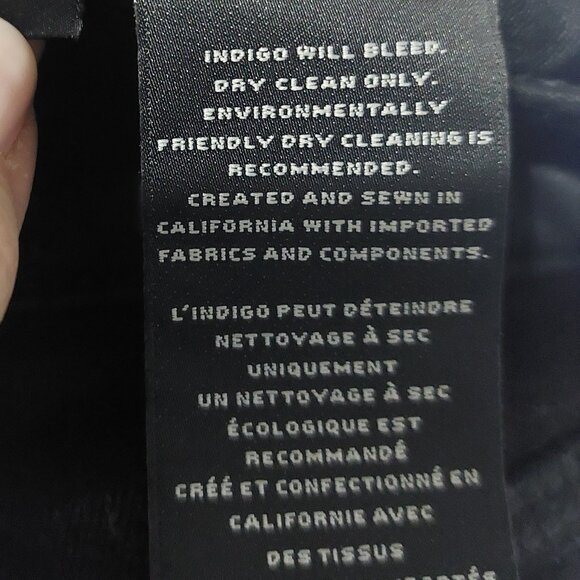 INDIGO WILL BLEED.
DRY CLEAN ONLY.
ENVIRONMENTALLY
FRIENDLY DRY CLEANING IS
RECOMMENDED.
CREATED AND SEWN IN
CALIFORNIA WITH IMPORTED
FABRICS AND COMPONENTS.
L'INDIGO PEUT DÉTEINDRE
NETTOYAGE À SEC
UNIQUEMENT
UN NETTOYAGE À SEC
ÉCOLOGIQUE EST
RECOMMANDÉ
CRÉÉ ET CONFECTIONNÉ EN
CALIFORNIE AVEC
DES TISSUS